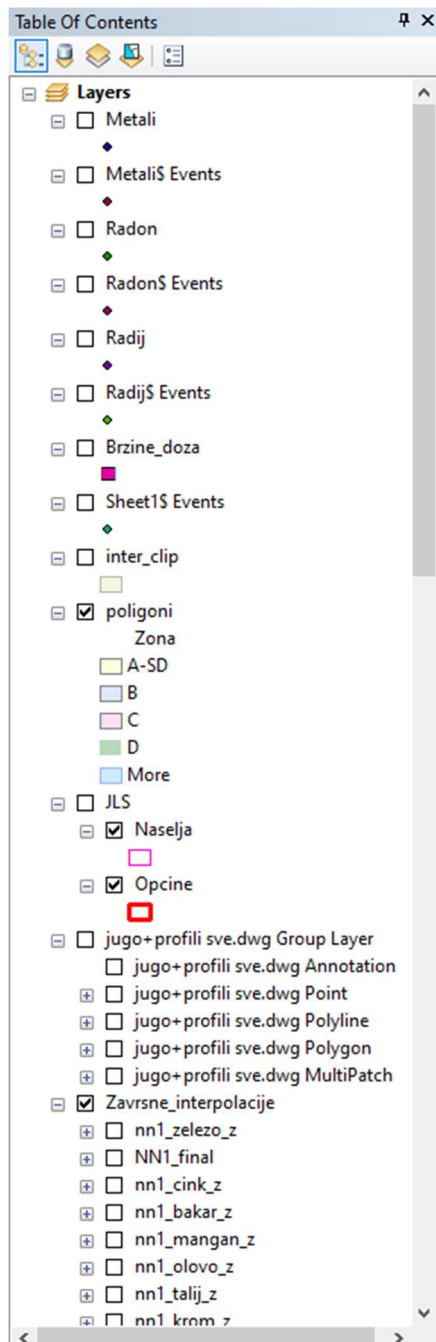 Table Of Contents
Layers
Metali
Metali$ Events
Radon
Radon$ Events
Radij
Radij$ Events
Brzine_doza
Sheet1$ Events
inter_clip
poligoni
Zona
A-SD
B
C
D
More
JLS
Naselja
Opcine
jugo+profili sve.dwg Group Layer
jugo+profili sve.dwg Annotation
jugo+profili sve.dwg Point
jugo+profili sve.dwg Polyline
jugo+profili sve.dwg Polygon
jugo+profili sve.dwg MultiPatch
Zavrsne_interpolacije
nn1_zelezo_z
NN1_final
nn1_cink_z
nn1_bakar_z
nn1_mangan_z
nn1_olovo_z
nn1_talij_z
nn1_krom_z